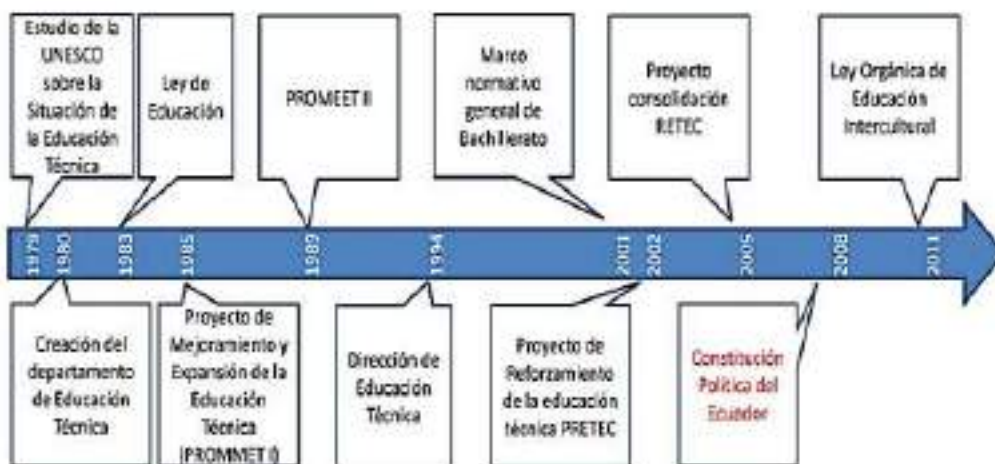 Estudio de la
UNESCO
sobre la
Situación de
la Educación
Técnica
Ley de
Educación
PROMEET II
Marco
normativo
general de
Bachillerato
Proyecto
consolidación
RETEC
Ley Orgánica de
Educación
Intercultural
1979
1980
1983
1985
1989
1994
2001
2002
2008
2011
Creación del
departamento
de Educación
Técnica
Proyecto de
Mejoramiento y
Expansión de la
Educación
Técnica
(PROMMET I)
Dirección de
Educación
Técnica
Proyecto de
Reforzamiento
de la educación
técnica PRETEC
Constitución
Política del
Ecuador